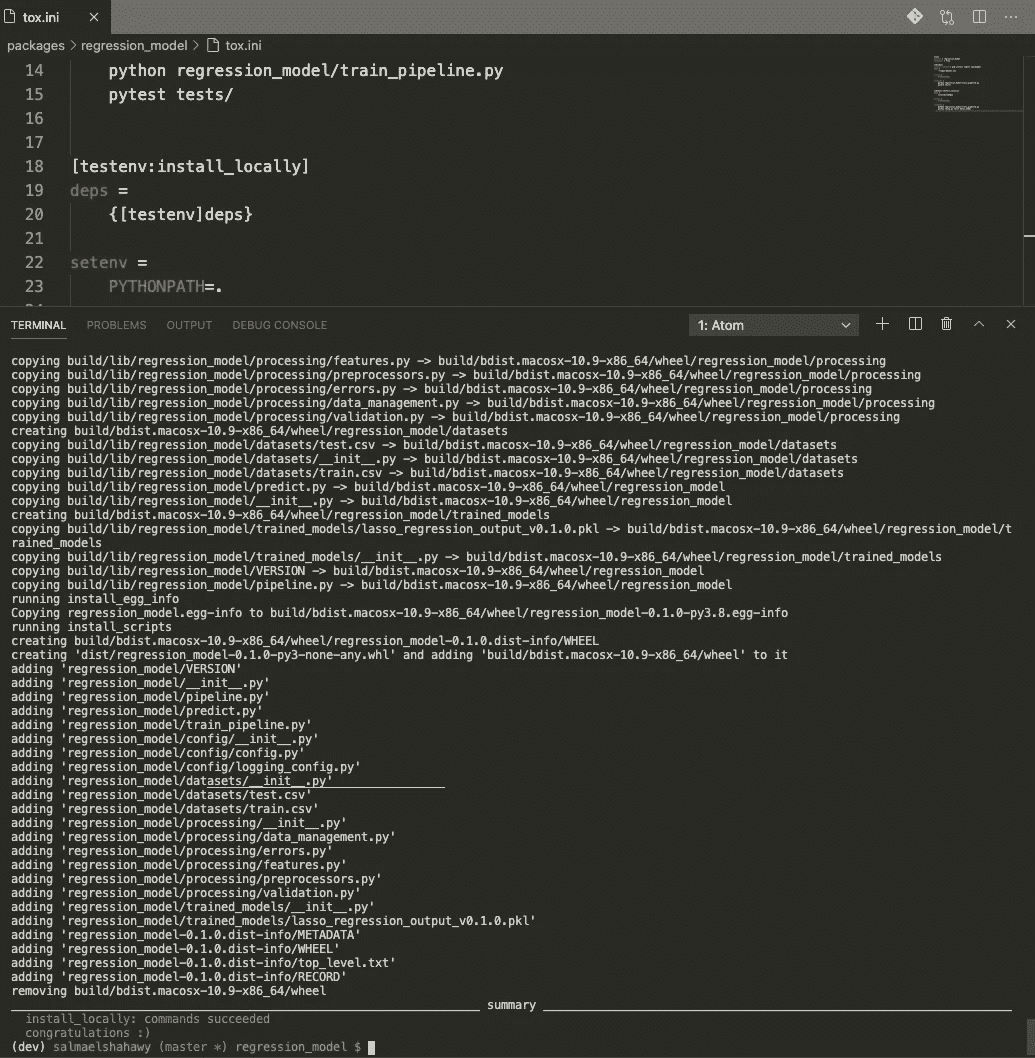 tox.ini
packages > regression_model > tox.ini
14 python regression_model/train_pipeline.py
15 pytest tests/
16
17
18 [testenv:install_locally]
19 deps =
20 {[testenv]deps}
21
22 setenv =
23 PYTHONPATH=.
TERMINAL PROBLEMS OUTPUT DEBUG CONSOLE 1: Atom
copying build/lib/regression_model/processing/features.py -> build/bdist.macosx-10.9-x86_64/wheel/regression_model/processing
copying build/lib/regression_model/processing/preprocessors.py -> build/bdist.macosx-10.9-x86_64/wheel/regression_model/processing
copying build/lib/regression_model/processing/errors.py -> build/bdist.macosx-10.9-x86_64/wheel/regression_model/processing
copying build/lib/regression_model/processing/data_management.py -> build/bdist.macosx-10.9-x86_64/wheel/regression_model/processing
copying build/lib/regression_model/processing/validation.py -> build/bdist.macosx-10.9-x86_64/wheel/regression_model/processing
creating build/bdist.macosx-10.9-x86_64/wheel/regression_model/datasets
copying build/lib/regression_model/datasets/test.csv -> build/bdist.macosx-10.9-x86_64/wheel/regression_model/datasets
copying build/lib/regression_model/datasets/__init__.py -> build/bdist.macosx-10.9-x86_64/wheel/regression_model/datasets
copying build/lib/regression_model/datasets/train.csv -> build/bdist.macosx-10.9-x86_64/wheel/regression_model/datasets
copying build/lib/regression_model/predict.py -> build/bdist.macosx-10.9-x86_64/wheel/regression_model
copying build/lib/regression_model/__init__.py -> build/bdist.macosx-10.9-x86_64/wheel/regression_model
creating build/bdist.macosx-10.9-x86_64/wheel/regression_model/trained_models
copying build/lib/regression_model/trained_models/lasso_regression_output_v0.1.0.pkl -> build/bdist.macosx-10.9-x86_64/wheel/regression_model/t
rained_models
copying build/lib/regression_model/trained_models/__init__.py -> build/bdist.macosx-10.9-x86_64/wheel/regression_model/trained_models
copying build/lib/regression_model/VERSION -> build/bdist.macosx-10.9-x86_64/wheel/regression_model
copying build/lib/regression_model/pipeline.py -> build/bdist.macosx-10.9-x86_64/wheel/regression_model
running install_egg_info
Copying regression_model.egg-info to build/bdist.macosx-10.9-x86_64/wheel/regression_model-0.1.0-py3.8.egg-info
running install_scripts
creating build/bdist.macosx-10.9-x86_64/wheel/regression_model-0.1.0.dist-info/WHEEL
creating 'dist/regression_model-0.1.0-py3-none-any.whl' and adding 'build/bdist.macosx-10.9-x86_64/wheel' to it
adding 'regression_model/VERSION'
adding 'regression_model/__init__.py'
adding 'regression_model/pipeline.py'
adding 'regression_model/predict.py'
adding 'regression_model/train_pipeline.py'
adding 'regression_model/config/__init__.py'
adding 'regression_model/config/config.py'
adding 'regression_model/config/logging_config.py'
adding 'regression_model/datasets/__init__.py'
adding 'regression_model/datasets/test.csv'
adding 'regression_model/datasets/train.csv'
adding 'regression_model/processing/__init__.py'
adding 'regression_model/processing/data_management.py'
adding 'regression_model/processing/errors.py'
adding 'regression_model/processing/features.py'
adding 'regression_model/processing/preprocessors.py'
adding 'regression_model/processing/validation.py'
adding 'regression_model/trained_models/__init__.py'
adding 'regression_model/trained_models/lasso_regression_output_v0.1.0.pkl'
adding 'regression_model-0.1.0.dist-info/METADATA'
adding 'regression_model-0.1.0.dist-info/WHEEL'
adding 'regression_model-0.1.0.dist-info/top_level.txt'
adding 'regression_model-0.1.0.dist-info/RECORD'
removing build/bdist.macosx-10.9-x86_64/wheel
summary
install_locally: commands succeeded
congratulations :)
(dev) salmaelshahawy (master *) regression_model $